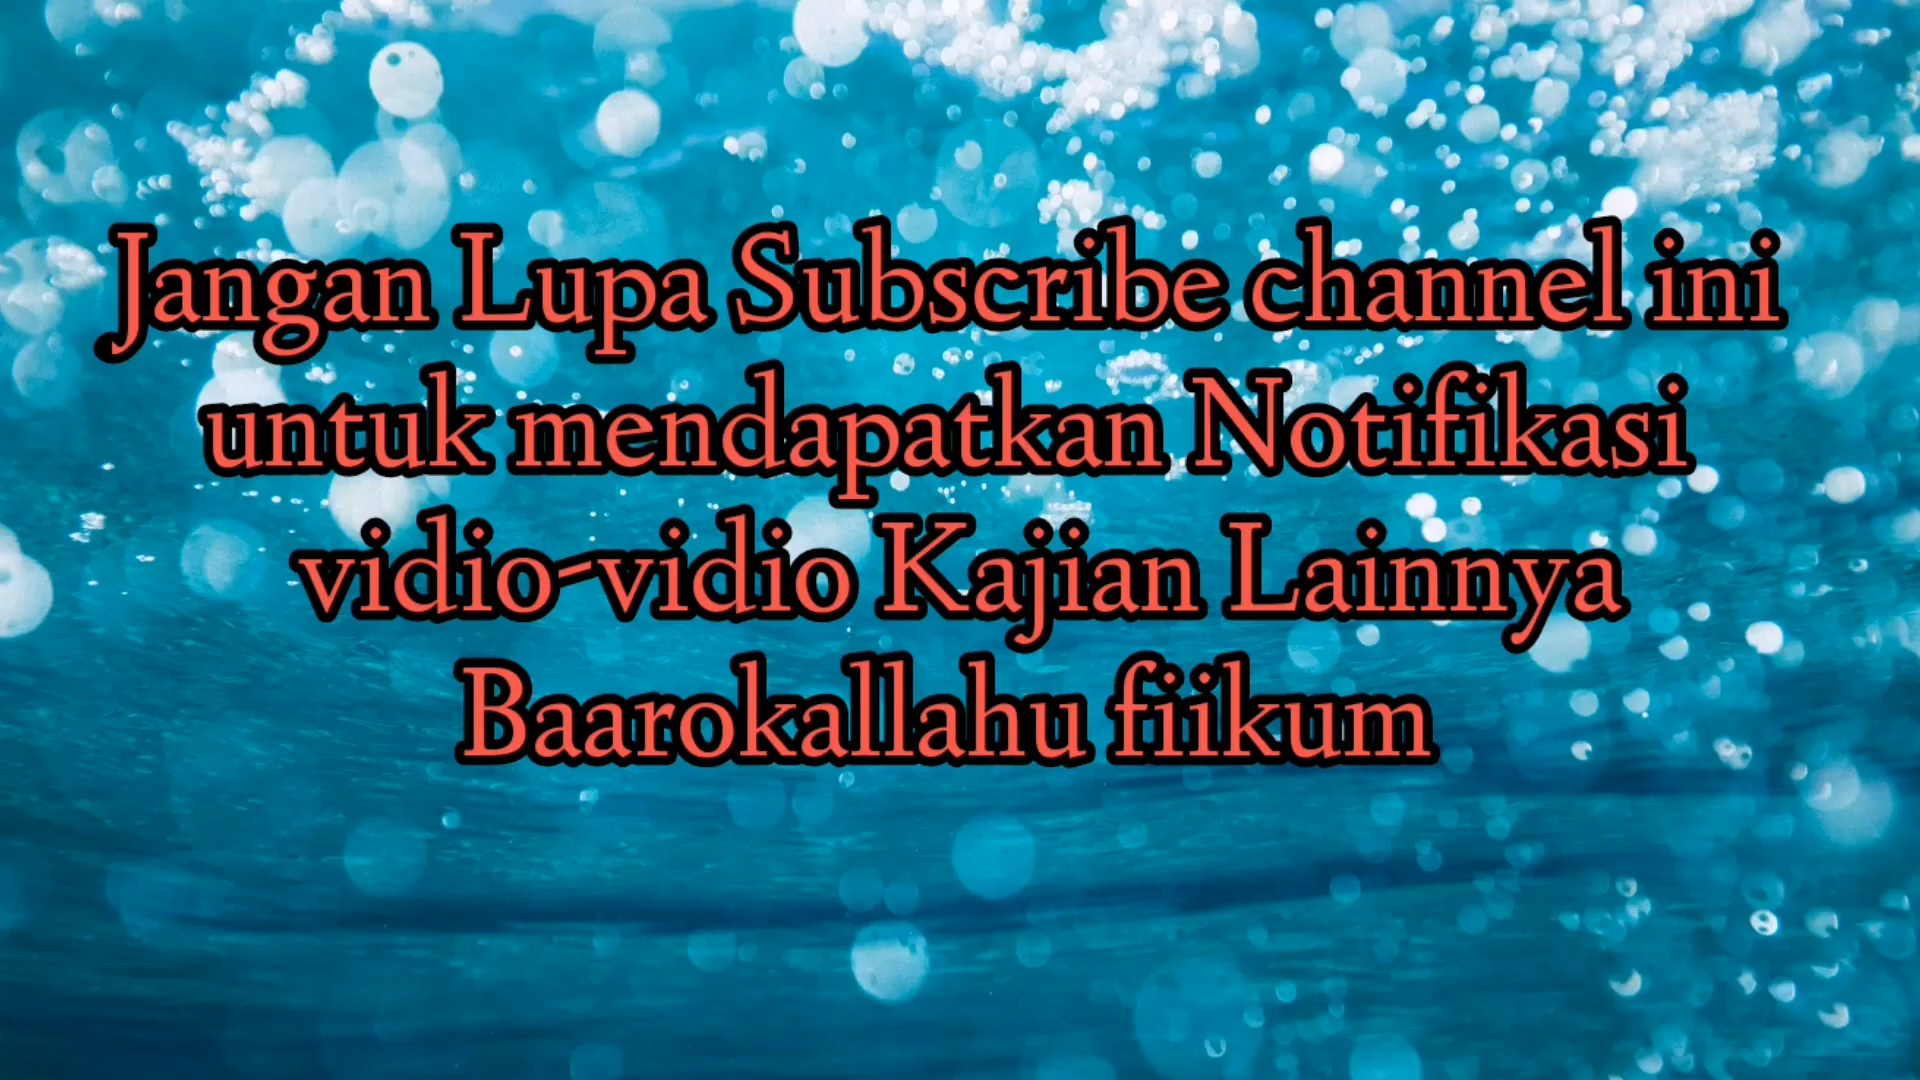 Jangan Lupa Subscribe channel ini
untuk mendapatkan Notifikasi
vidio-vidio Kajian Lainnya
Baarokallahu fiikum